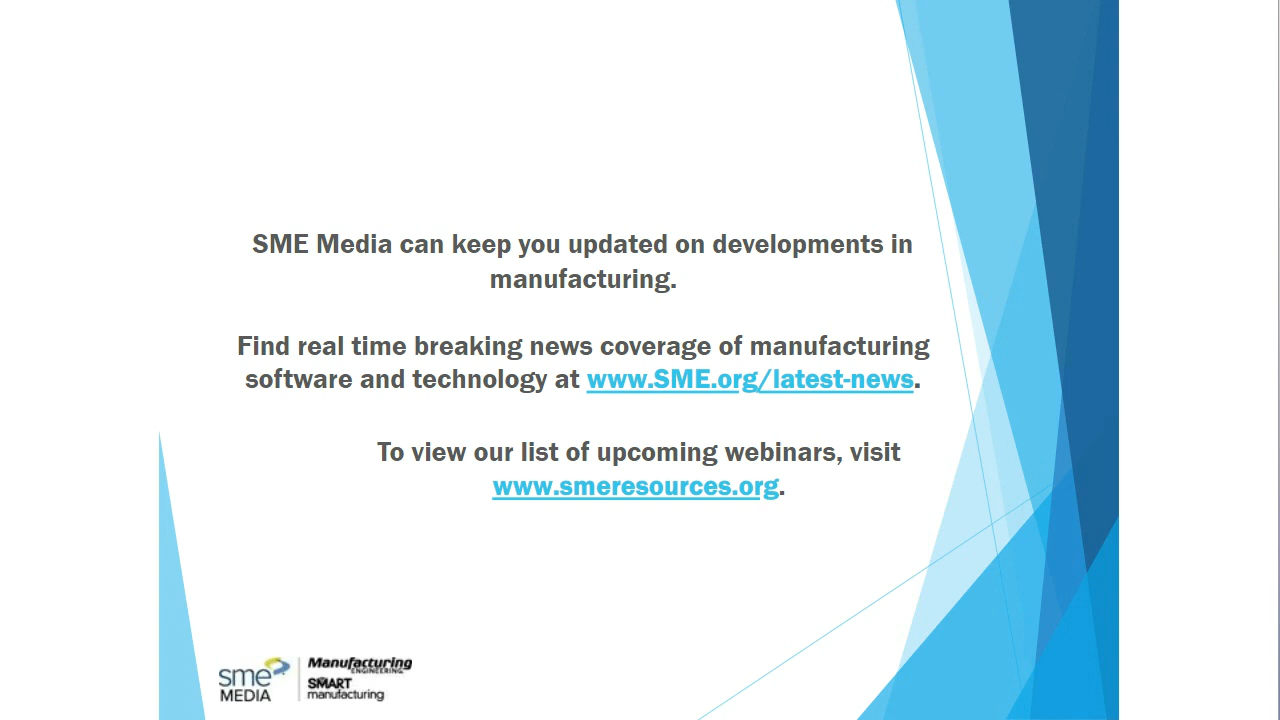 SME Media can keep you updated on developments in
manufacturing.
Find real time breaking news coverage of manufacturing
software and technology at www.SME.org/latest-news.
To view our list of upcoming webinars, visit
www.smeresources.org.
sme
MEDIA
Manufacturing
ENGINEERING
SMART
manufacturing